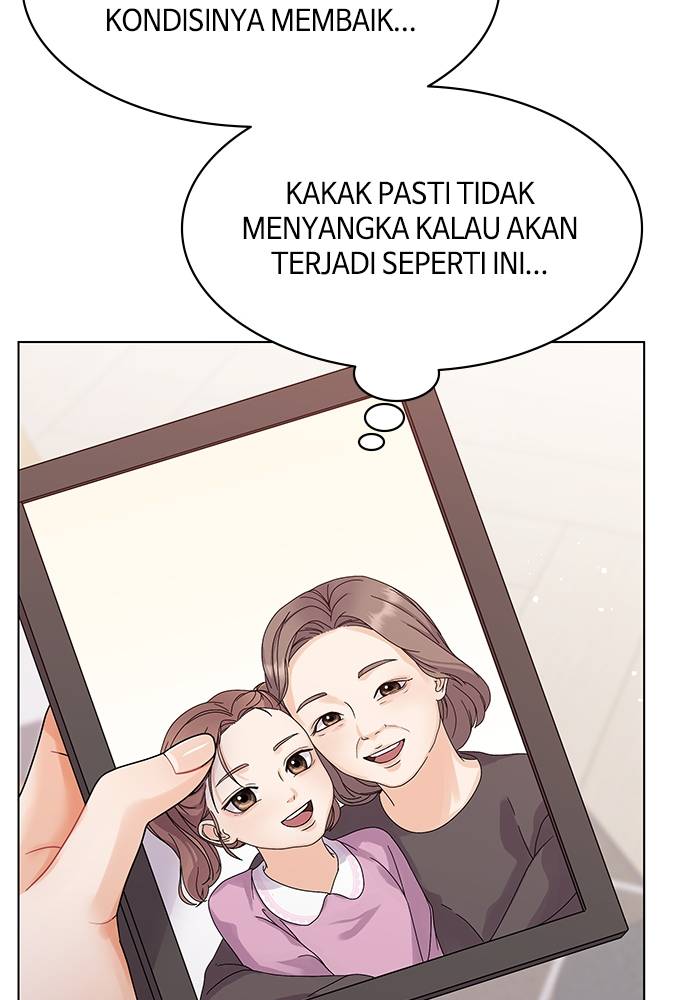 KONDISINYA MEMBAIK...
KAKAK PASTI TIDAK
MENYANGKA KALAU AKAN
TERJADI SEPERTI INI...